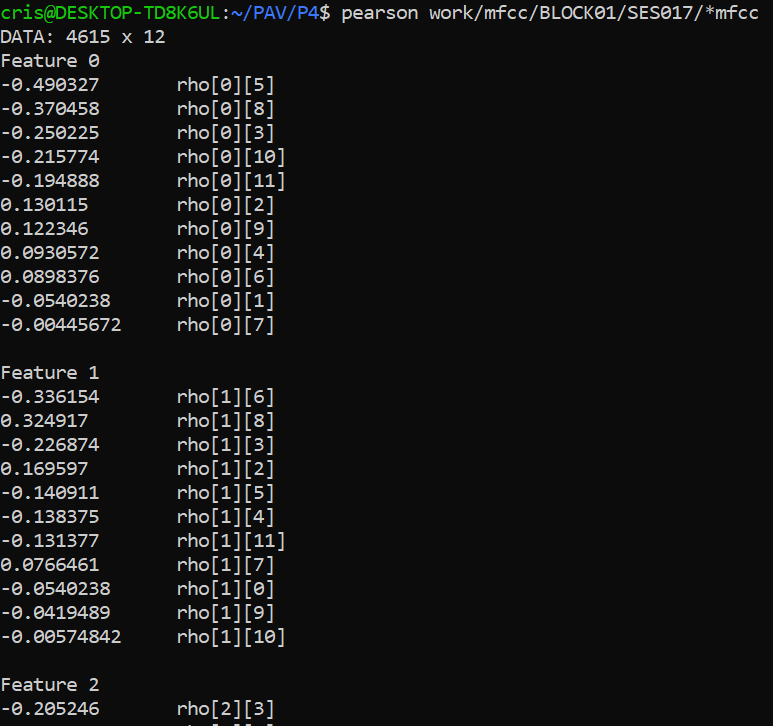 cris@DESKTOP-TD8K6UL:~/PAV/P4$ pearson work/mfcc/BLOCK01/SES017/*mfcc
DATA: 4615 x 12
Feature 0
-0.490327 rho[0][5]
-0.370458 rho[0][8]
-0.250225 rho[0][3]
-0.215774 rho[0][10]
-0.194888 rho[0][11]
0.130115 rho[0][2]
0.122346 rho[0][9]
0.0930572 rho[0][4]
0.0898376 rho[0][6]
-0.0540238 rho[0][1]
-0.00445672 rho[0][7]

Feature 1
-0.336154 rho[1][6]
0.324917 rho[1][8]
-0.226874 rho[1][3]
0.169597 rho[1][2]
-0.140911 rho[1][5]
-0.138375 rho[1][4]
-0.131377 rho[1][11]
0.0766461 rho[1][7]
-0.0540238 rho[1][0]
-0.0419489 rho[1][9]
-0.00574842 rho[1][10]

Feature 2
-0.205246 rho[2][3]